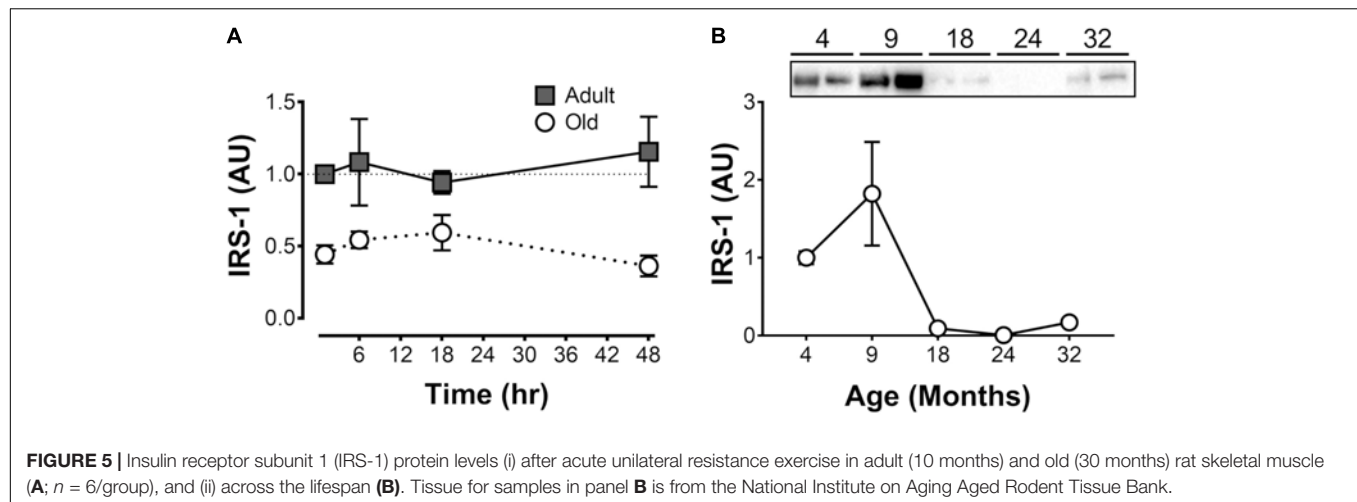 A
B
4 9 18 24 32
Adult
Old
1.5
1.0
0.5
0.0
IRS-1 (AU)
6 12 18 24 30 36 42 48
Time (hr)
3
2
1
0
IRS-1 (AU)
4 9 18 24 32
Age (Months)
FIGURE 5 | Insulin receptor subunit 1 (IRS-1) protein levels (i) after acute unilateral resistance exercise in adult (10 months) and old (30 months) rat skeletal muscle
(A; n = 6/group), and (ii) across the lifespan (B). Tissue for samples in panel B is from the National Institute on Aging Aged Rodent Tissue Bank.